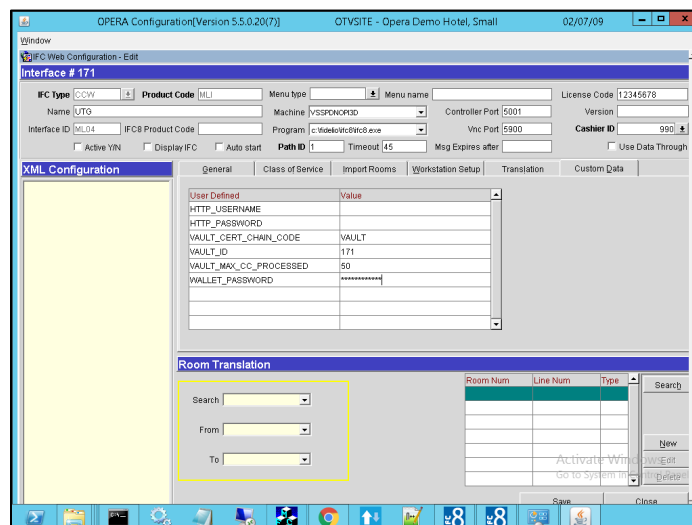 OPERA Configuration[Version 5.5.0.20(7)] OTVSITE - Opera Demo Hotel, Small 02/07/09
Window
IFC Web Configuration - Edit
Interface # 171
IFC Type CCW Product Code MLI Menu type Menu name License Code 12345678
Name UTG Machine VSSPDNOPI3D Controller Port 5001 Version
Interface ID ML04 IFC8 Product Code Program c:\fidelio\ifc8\ifc8.exe Vnc Port 5900 Cashier ID 990
Active Y/N Display IFC Auto start Path ID 1 Timeout 45 Msg Expires after Use Data Through
XML Configuration General Class of Service Import Rooms Workstation Setup Translation Custom Data
User Defined Value
HTTP_USERNAME
HTTP_PASSWORD
VAULT_CERT_CHAIN_CODE VAULT
VAULT_ID 171
VAULT_MAX_CC_PROCESSED 50
WALLET_PASSWORD ************
Room Translation
Room Num Line Num Type
Search Search
From
New
Activate Windows Edit
To Go to System in Control Panel Delete
Save Close